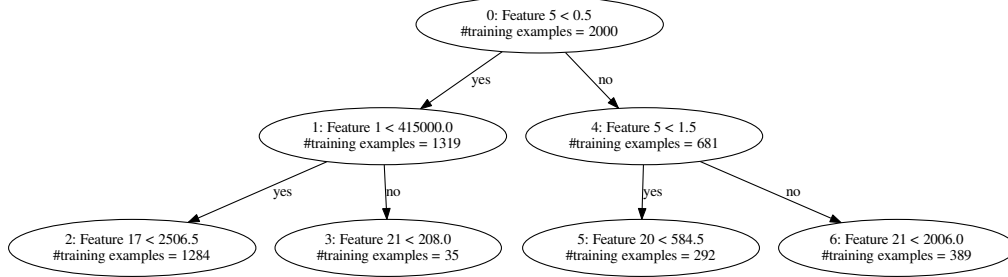 0: Feature 5 < 0.5
#training examples = 2000
yes
no
1: Feature 1 < 415000.0
#training examples = 1319
4: Feature 5 < 1.5
#training examples = 681
yes
no
yes
no
2: Feature 17 < 2506.5
#training examples = 1284
3: Feature 21 < 208.0
#training examples = 35
5: Feature 20 < 584.5
#training examples = 292
6: Feature 21 < 2006.0
#training examples = 389